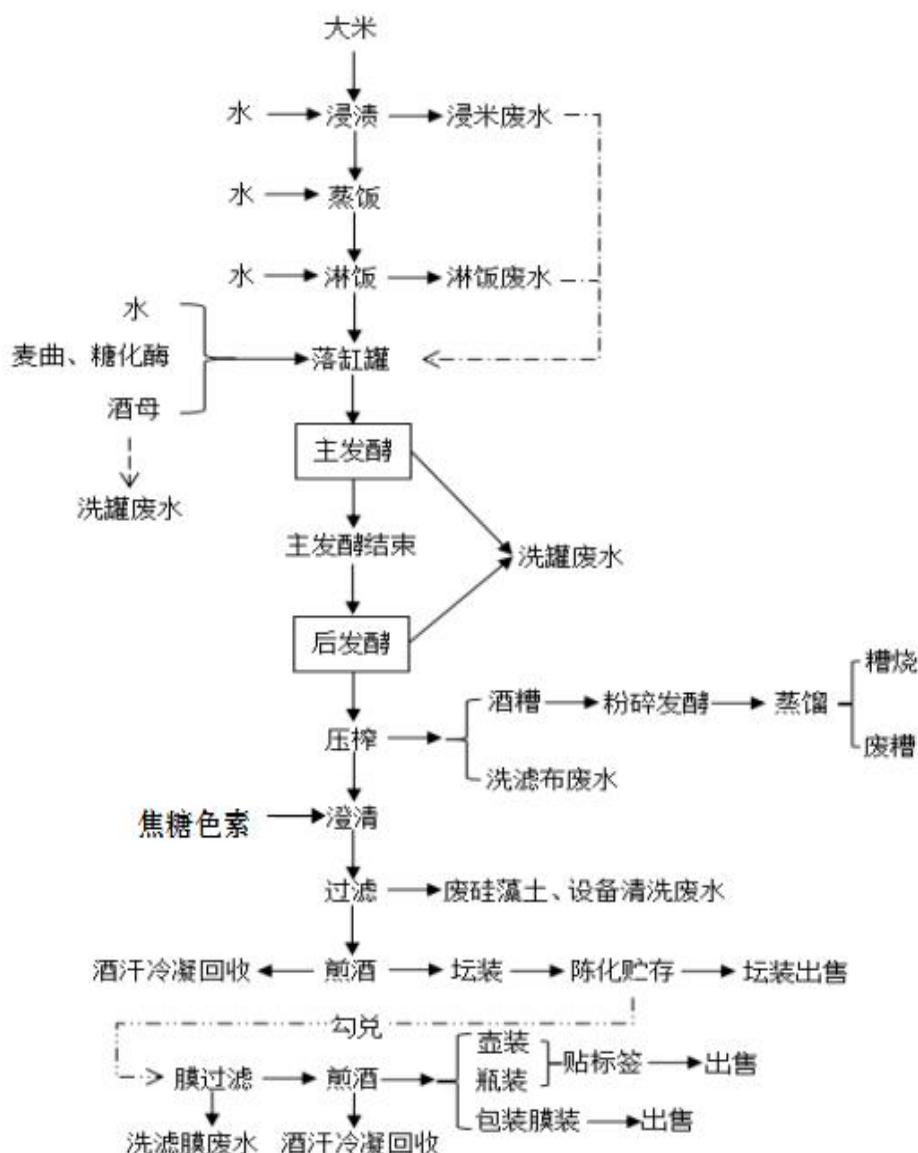 大米
水 浸渍 浸米废水
水 蒸饭
水 淋饭 淋饭废水
水
麦曲、糖化酶 落缸罐
酒母
主发酵
洗罐废水
主发酵结束 洗罐废水
后发酵
糟烧
酒糟 粉碎发酵 蒸馏
压榨
废糟
洗滤布废水
焦糖色素 澄清
过滤 废硅藻土、设备清洗废水
酒汗冷凝回收 煎酒 坛装 陈化贮存 坛装出售
勾兑
壶装
贴标签 出售
膜过滤 煎酒 瓶装
包装膜装 出售
洗滤膜废水 酒汗冷凝回收